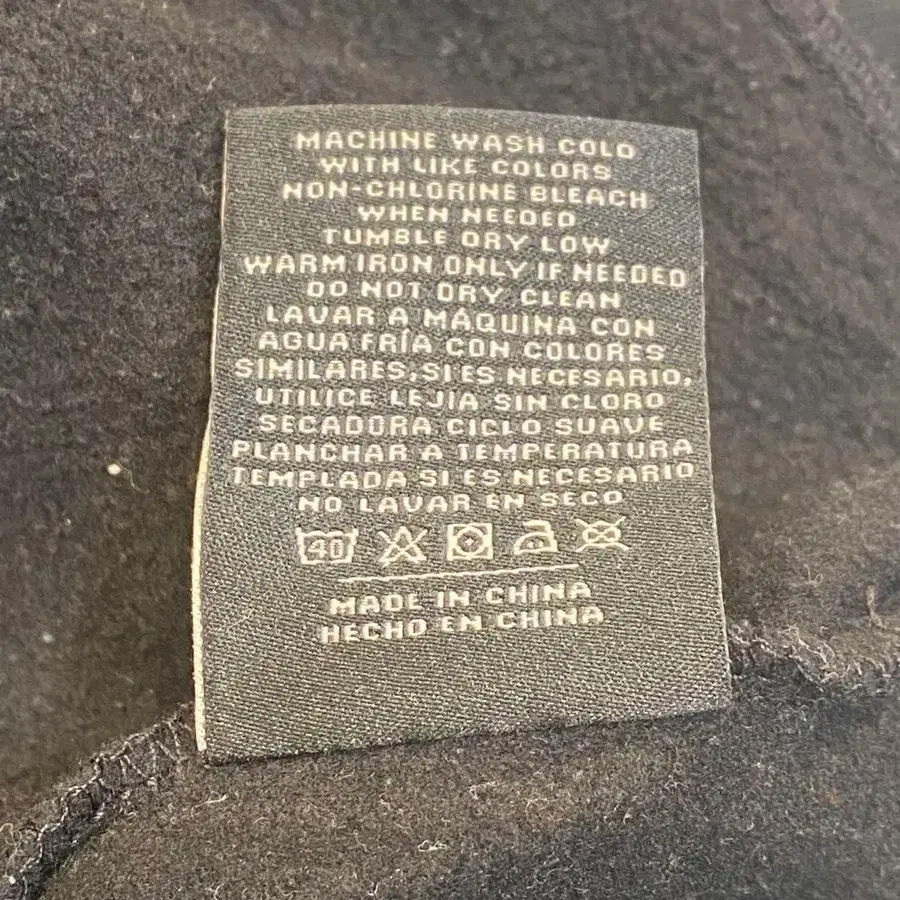 MACHINE WASH COLD
WITH LIKE COLORS
NON-CHLORINE BLEACH
WHEN NEEDED
TUMBLE DRY LOW
WARM IRON ONLY IF NEEDED
DO NOT DRY CLEAN
LAVAR A MÁQUINA CON
AGUA FRÍA CON COLORES
SIMILARES, SI ES NECESARIO,
UTILICE LEJÍA SIN CLORO
SECADORA CICLO SUAVE
PLANCHAR A TEMPERATURA
TEMPLADA SI ES NECESARIO
NO LAVAR EN SECO
40
MADE IN CHINA
HECHO EN CHINA